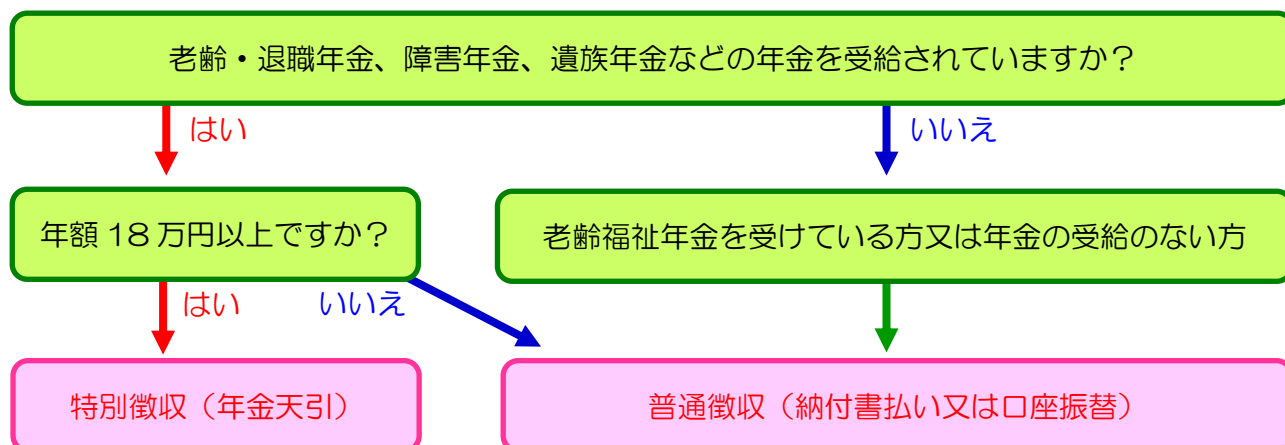 老齢・退職年金、障害年金、遺族年金などの年金を受給されていますか？
はい
いいえ
年額 18 万円以上ですか？
老齢福祉年金を受けている方又は年金の受給のない方
はい
いいえ
特別徴収（年金天引）
普通徴収（納付書払い又は口座振替）